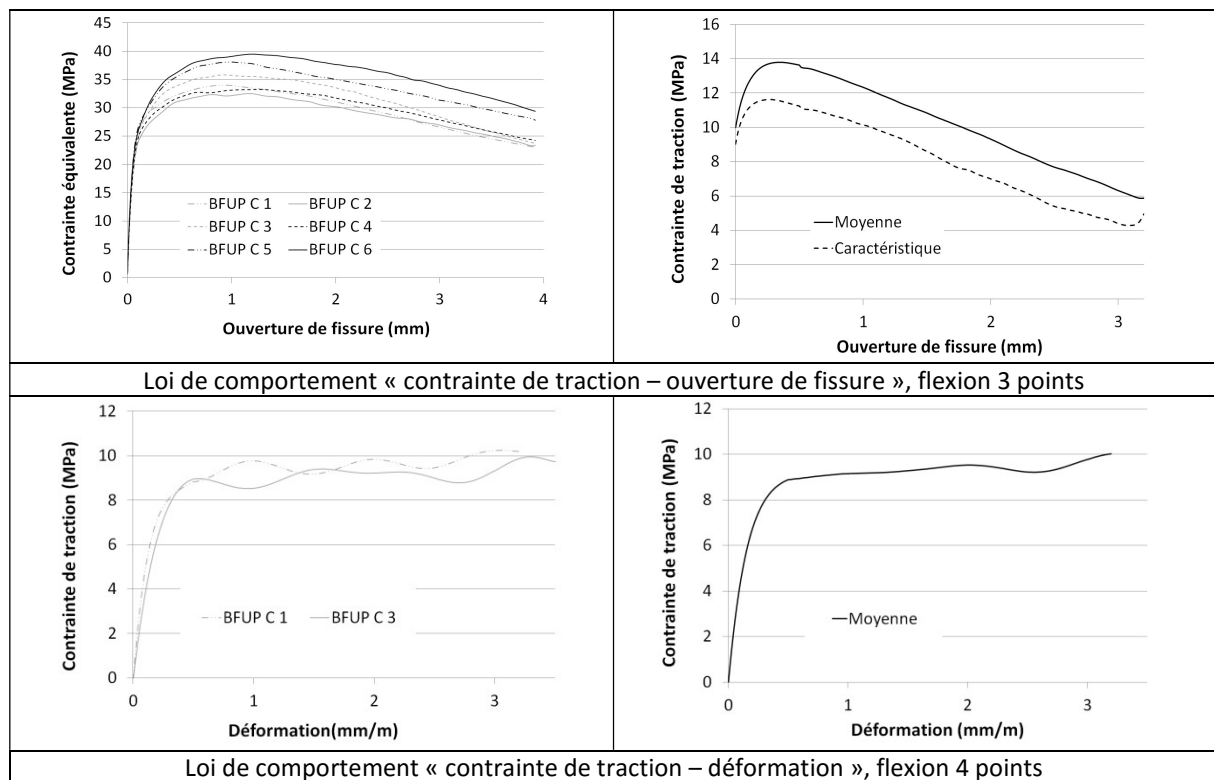 Contrainte équivalente (MPa)
45
40
35
30
25
20
15
10
5
0
BFUP C 1
BFUP C 2
BFUP C 3
BFUP C 4
BFUP C 5
BFUP C 6
0 1 2 3 4
Ouverture de fissure (mm)
Contrainte de traction (MPa)
16
14
12
10
8
6
4
2
0
Moyenne
Caractéristique
0 1 2 3
Ouverture de fissure (mm)
Loi de comportement « contrainte de traction – ouverture de fissure », flexion 3 points
Contrainte de traction (MPa)
12
10
8
6
4
2
0
BFUP C 1
BFUP C 3
0 1 2 3
Déformation(mm/m)
Contrainte de traction (MPa)
12
10
8
6
4
2
0
Moyenne
0 1 2 3
Déformation (mm/m)
Loi de comportement « contrainte de traction – déformation », flexion 4 points